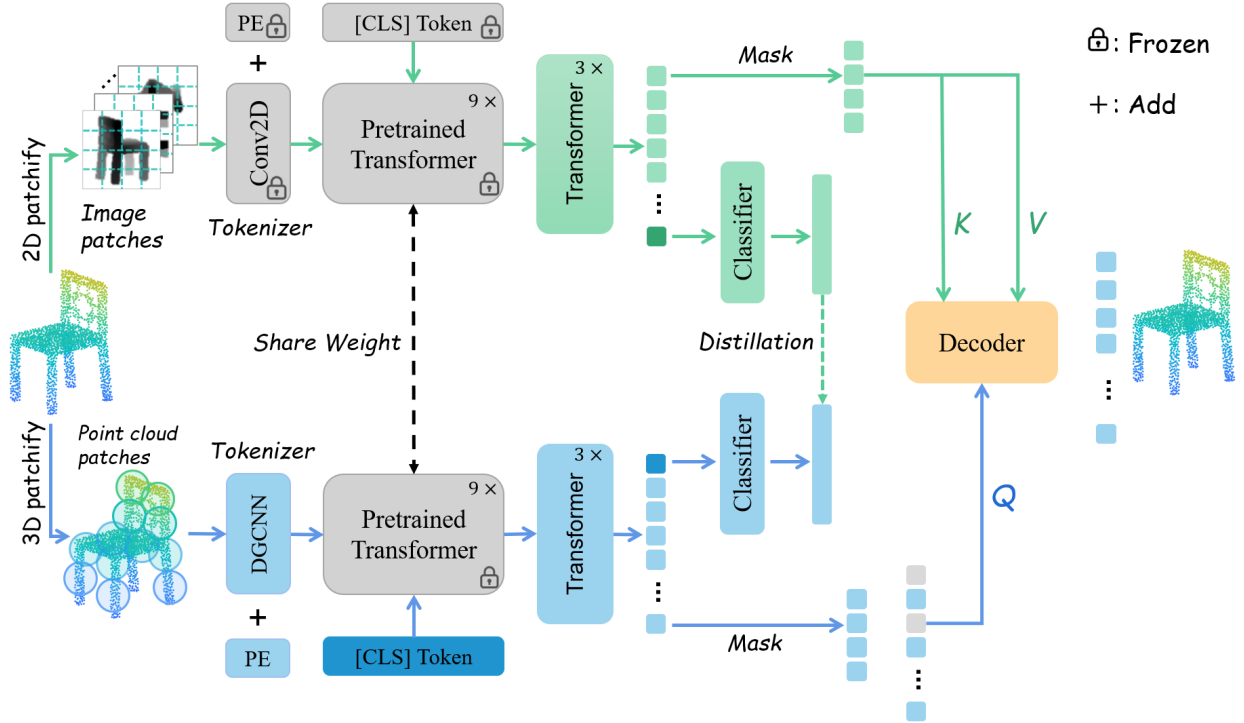 PE
[CLS] Token
+
Conv2D
9 ×
Pretrained
Transformer
3 ×
Transformer
Mask
: Frozen
+ : Add
2D patchify
Image
patches
Tokenizer
Classifier
K
V
Share Weight
Distillation
Decoder
3D patchify
Point cloud
patches
Tokenizer
DGCNN
9 ×
Pretrained
Transformer
3 ×
Transformer
Classifier
Q
+
PE
[CLS] Token
Mask